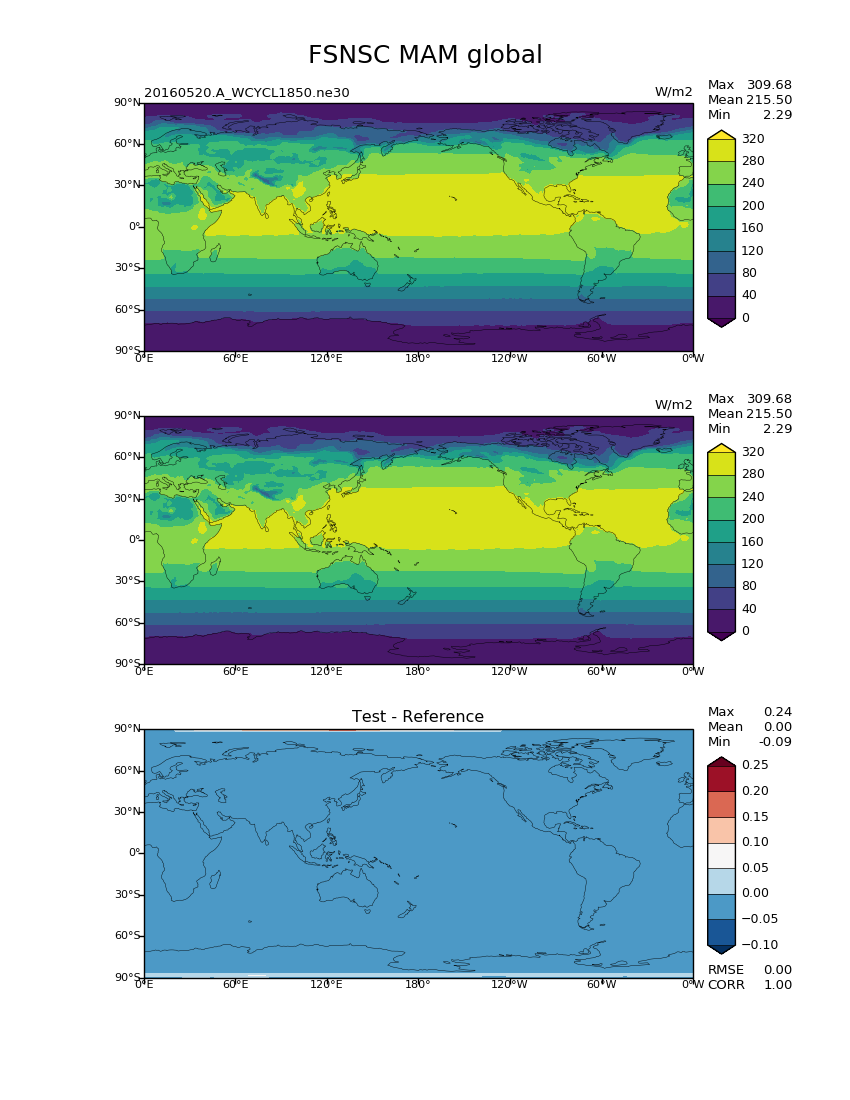 FSNSC MAM global
20160520.A_WCYCL1850.ne30 W/m2
Max 309.68
Mean 215.50
Min 2.29
90°N
60°N
30°N
0°
30°S
60°S
90°S
0°E 60°E 120°E 180° 120°W 60°W 0°W
320
280
240
200
160
120
80
40
0
W/m2
Max 309.68
Mean 215.50
Min 2.29
90°N
60°N
30°N
0°
30°S
60°S
90°S
0°E 60°E 120°E 180° 120°W 60°W 0°W
320
280
240
200
160
120
80
40
0
Test - Reference
Max 0.24
Mean 0.00
Min -0.09
90°N
60°N
30°N
0°
30°S
60°S
90°S
0°E 60°E 120°E 180° 120°W 60°W 0°W
0.25
0.20
0.15
0.10
0.05
0.00
−0.05
−0.10
RMSE 0.00
CORR 1.00